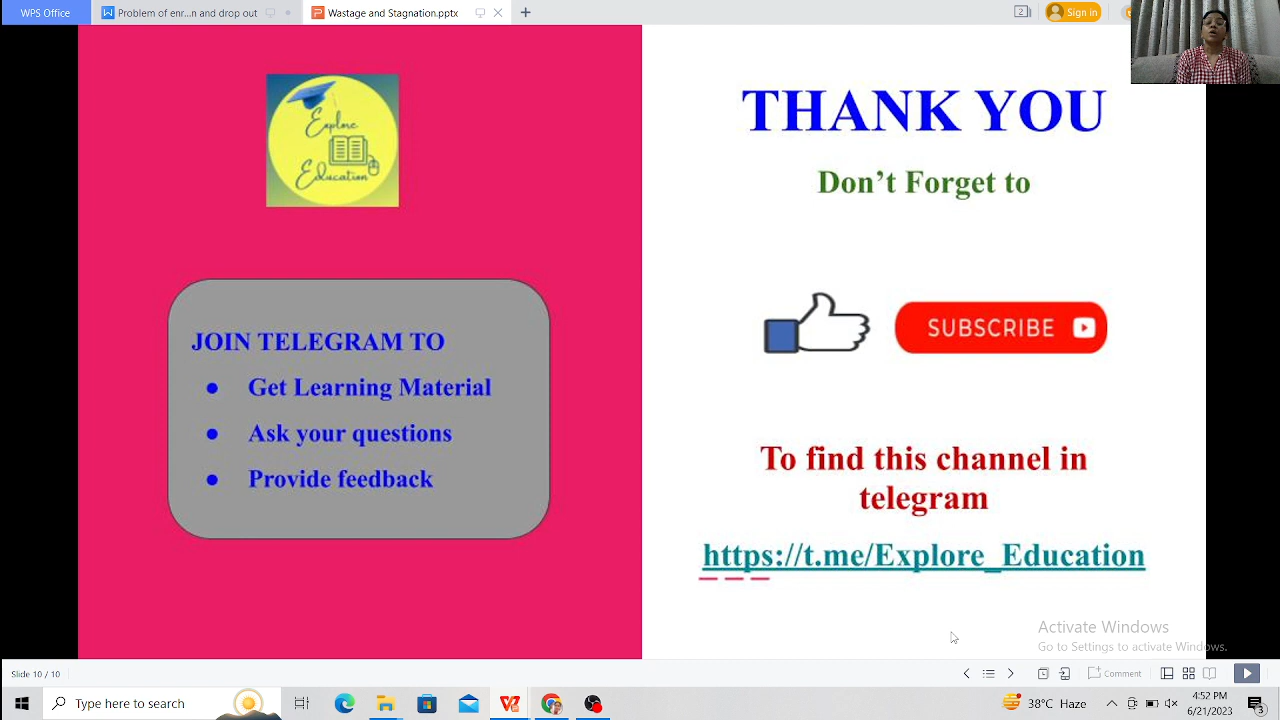 WPS Office
Problem of enr...n and drop out
Wastage and Stagnation.pptx
Sign in
Explore
Education
JOIN TELEGRAM TO
● Get Learning Material
● Ask your questions
● Provide feedback
THANK YOU
Don't Forget to
SUBSCRIBE
To find this channel in
telegram
https://t.me/Explore_Education
Activate Windows
Go to Settings to activate Windows.
Slide 10 / 10
Comment
Type here to search
38°C Haze
4:52 PM
6/21/2023
3